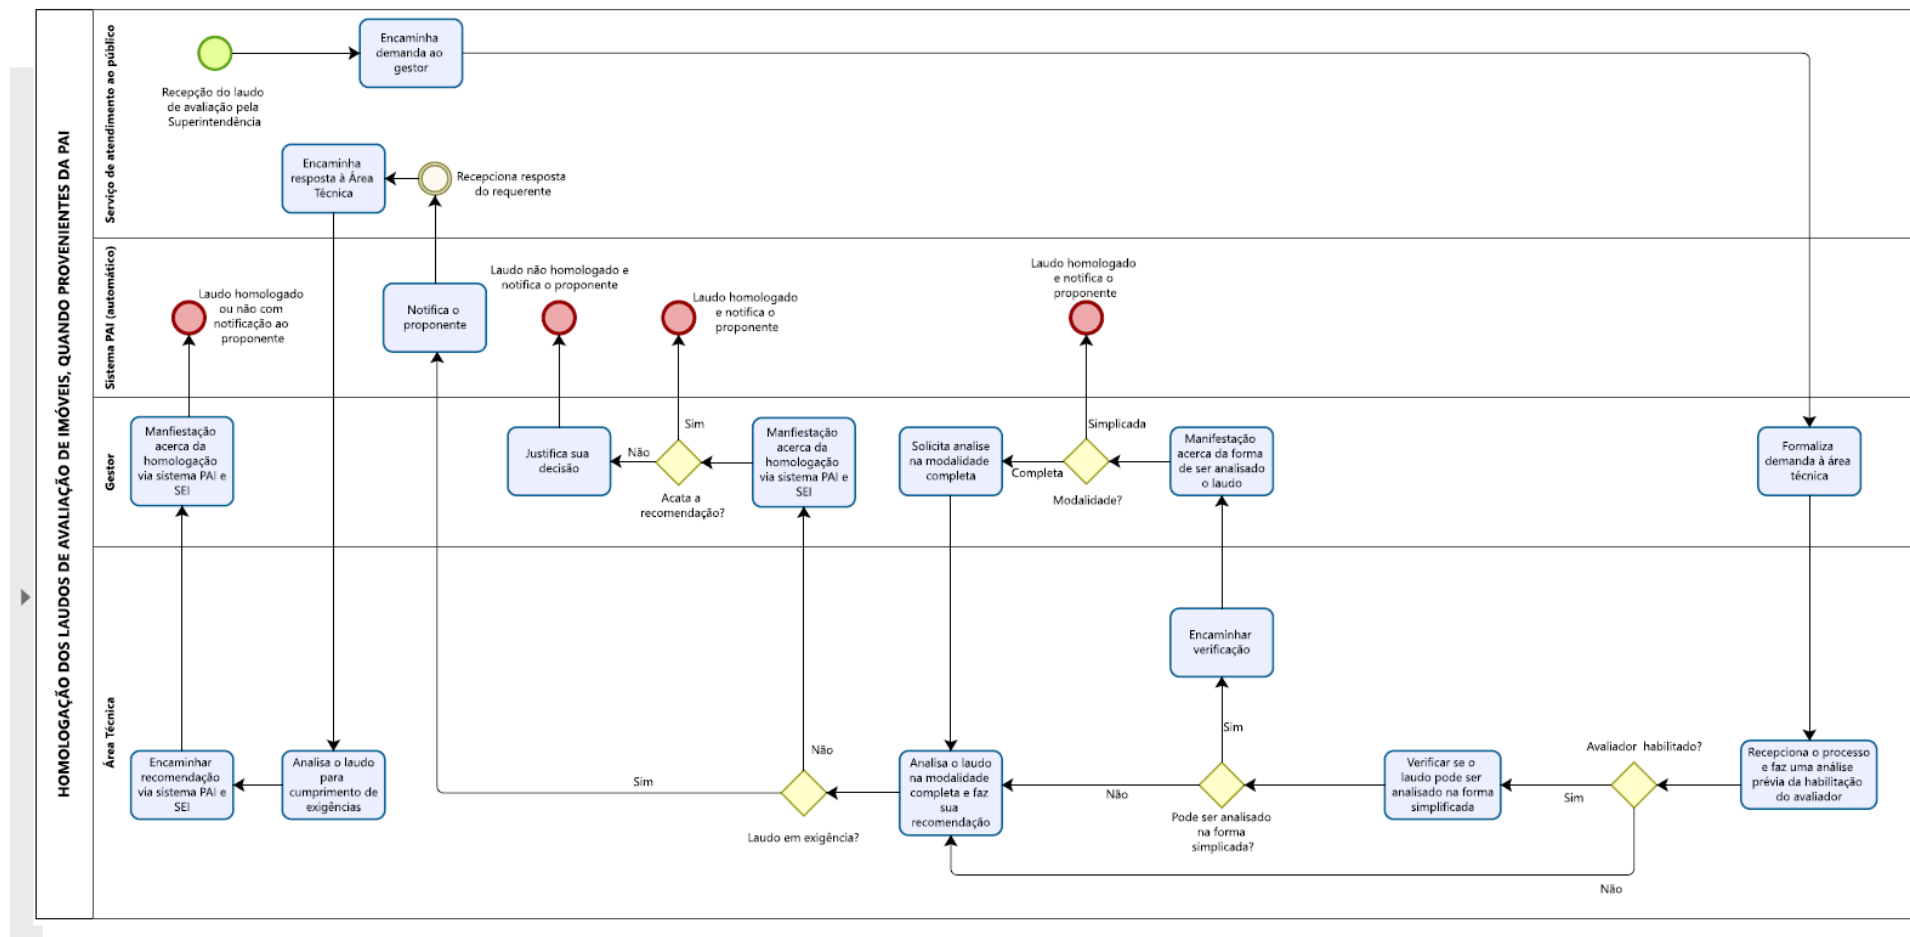 HOMOLOGAÇÃO DOS LAUDOS DE AVALIAÇÃO DE IMÓVEIS, QUANDO PROVENIENTES DA PAI
Serviço de atendimento ao público
Recepção do laudo
de avaliação pela
Superintendência
Encaminha
demanda ao
gestor
Encaminha
resposta à Área
Técnica
Recepciona resposta
do requerente
Sistema PAI (automático)
Laudo homologado
ou não com
notificação ao
proponente
Notifica o
proponente
Laudo não homologado e
notifica o proponente
Laudo homologado
e notifica o
proponente
Laudo homologado
e notifica o
proponente
Gestor
Manfiestação
acerca da
homologação
via sistema PAI e
SEI
Justifica sua
decisão
Não
Sim
Acata a
recomendação?
Manfiestação
acerca da
homologação
via sistema PAI e
SEI
Solicita analise
na modalidade
completa
Completa
Simplicada
Modalidade?
Manifestação
acerca da forma
de ser analisado
o laudo
Formaliza
demanda à área
técnica
Área Técnica
Encaminhar
recomendação
via sistema PAI e
SEI
Analisa o laudo
para
cumprimento de
exigências
Sim
Não
Laudo em exigência?
Analisa o laudo
na modalidade
completa e faz
sua
recomendação
Não
Encaminhar
verificação
Sim
Pode ser analisado
na forma
simplicada?
Verificar se o
laudo pode ser
analisado na forma
simplificada
Sim
Avaliador habilitado?
Não
Recepciona o processo
e faz uma análise
prévia da habilitação
do avaliador